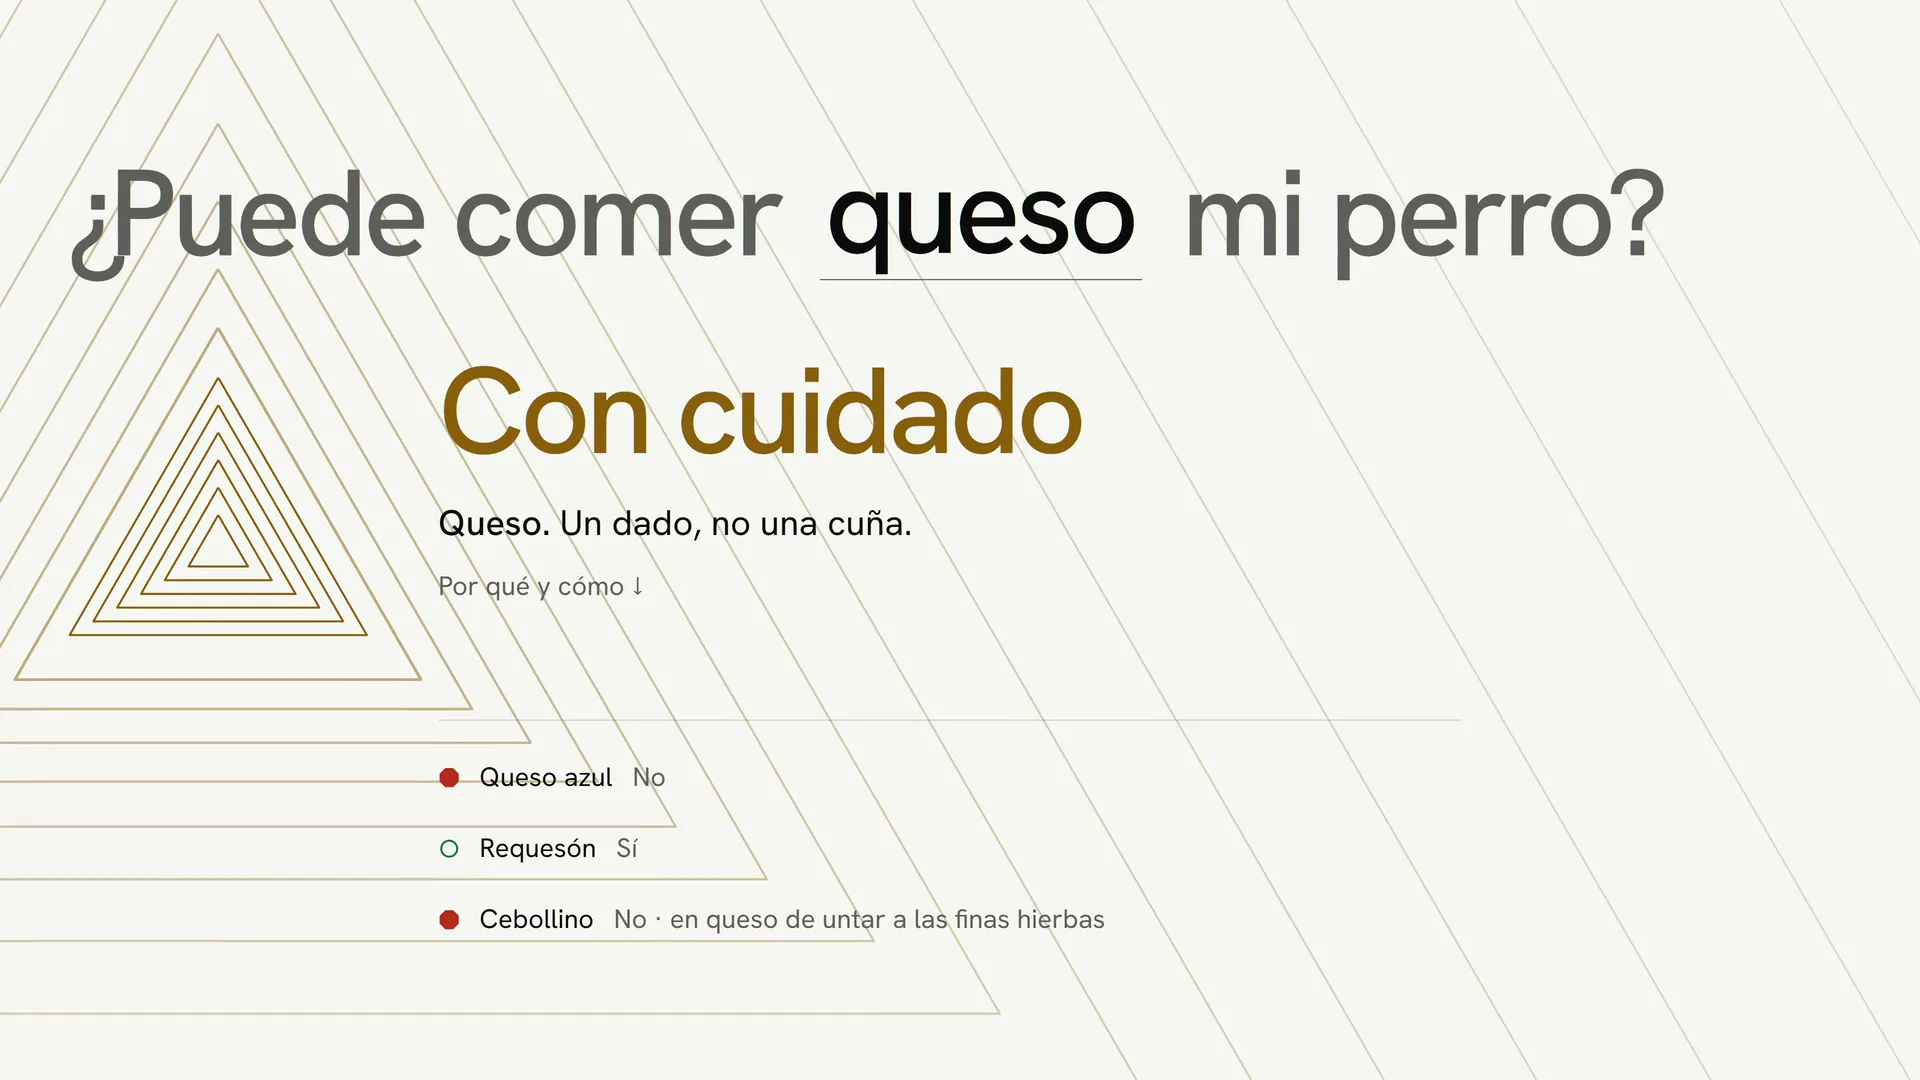 ¿Puede comer queso mi perro?
Con cuidado
Queso. Un dado, no una cuña.
Por qué y cómo ↓
Queso azul No
Requesón Sí
Cebollino No · en queso de untar a las finas hierbas